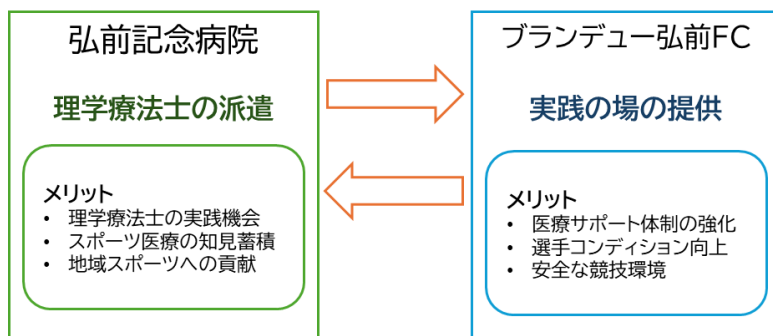 弘前記念病院
理学療法士の派遣
メリット
• 理学療法士の実践機会
• スポーツ医療の知見蓄積
• 地域スポーツへの貢献
ブランデュー弘前FC
実践の場の提供
メリット
• 医療サポート体制の強化
• 選手コンディション向上
• 安全な競技環境